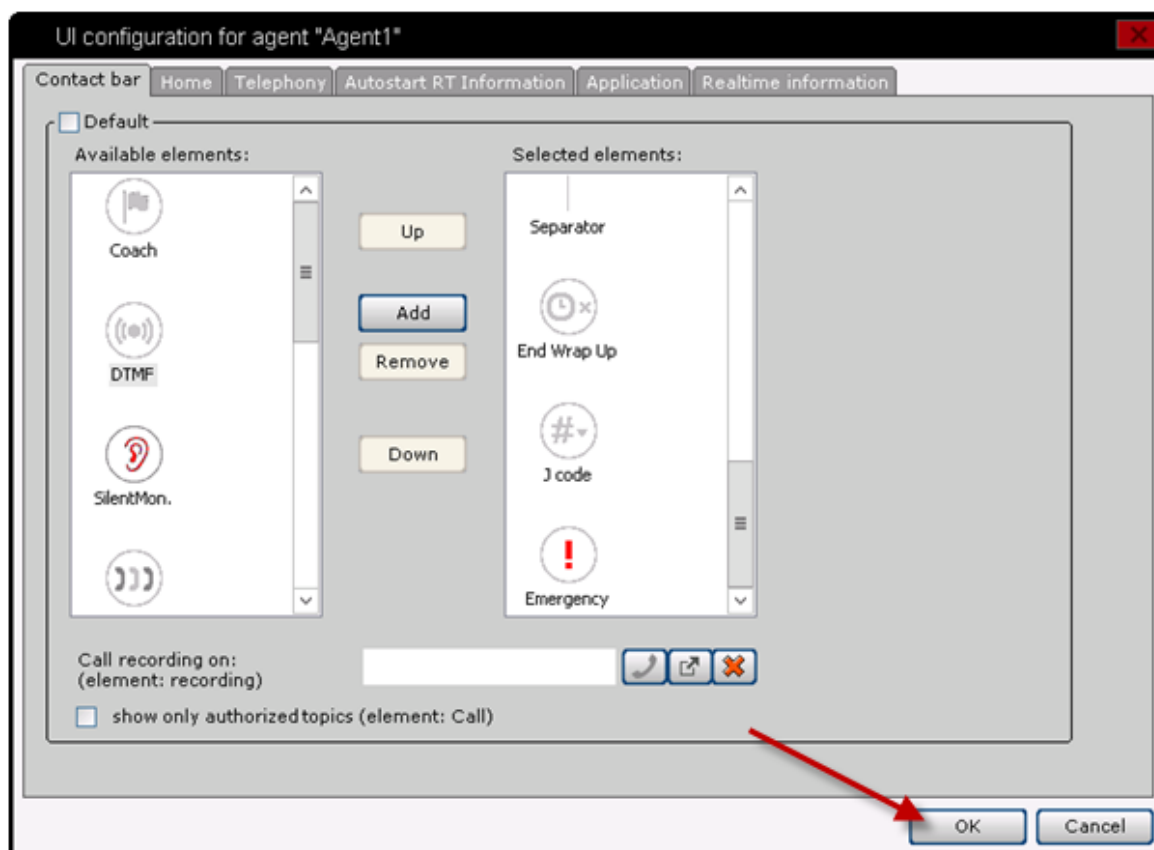 UI configuration for agent "Agent1"
Contact bar Home Telephony Autostart RT Information Application Realtime information
Default
Available elements: Selected elements:
Coach
DTMF
SilentMon.
Up
Add
Remove
Down
Separator
End Wrap Up
J code
Emergency
Call recording on:
(element: recording)
show only authorized topics (element: Call)
OK Cancel